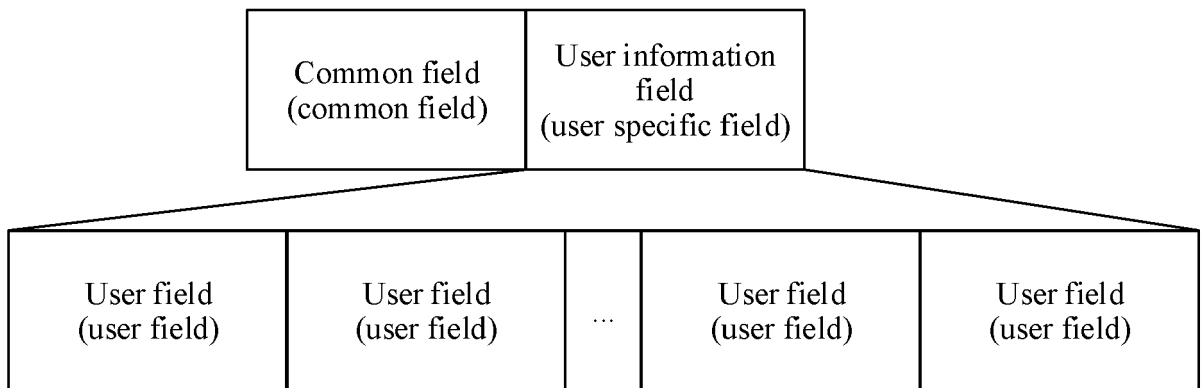 Common field
(common field)
User information
field
(user specific field)
User field
(user field)
User field
(user field)
...
User field
(user field)
User field
(user field)